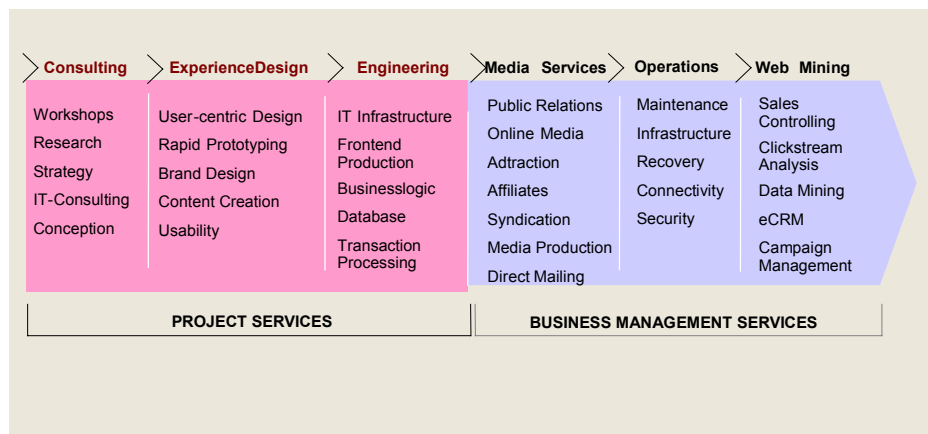 Consulting
Workshops
Research
Strategy
IT-Consulting
Conception
ExperienceDesign
User-centric Design
Rapid Prototyping
Brand Design
Content Creation
Usability
Engineering
IT Infrastructure
Frontend
Production
Businesslogic
Database
Transaction
Processing
Media Services
Public Relations
Online Media
Adtraction
Affiliates
Syndication
Media Production
Direct Mailing
Operations
Maintenance
Infrastructure
Recovery
Connectivity
Security
Web Mining
Sales
Controlling
Clickstream
Analysis
Data Mining
eCRM
Campaign
Management
PROJECT SERVICES
BUSINESS MANAGEMENT SERVICES